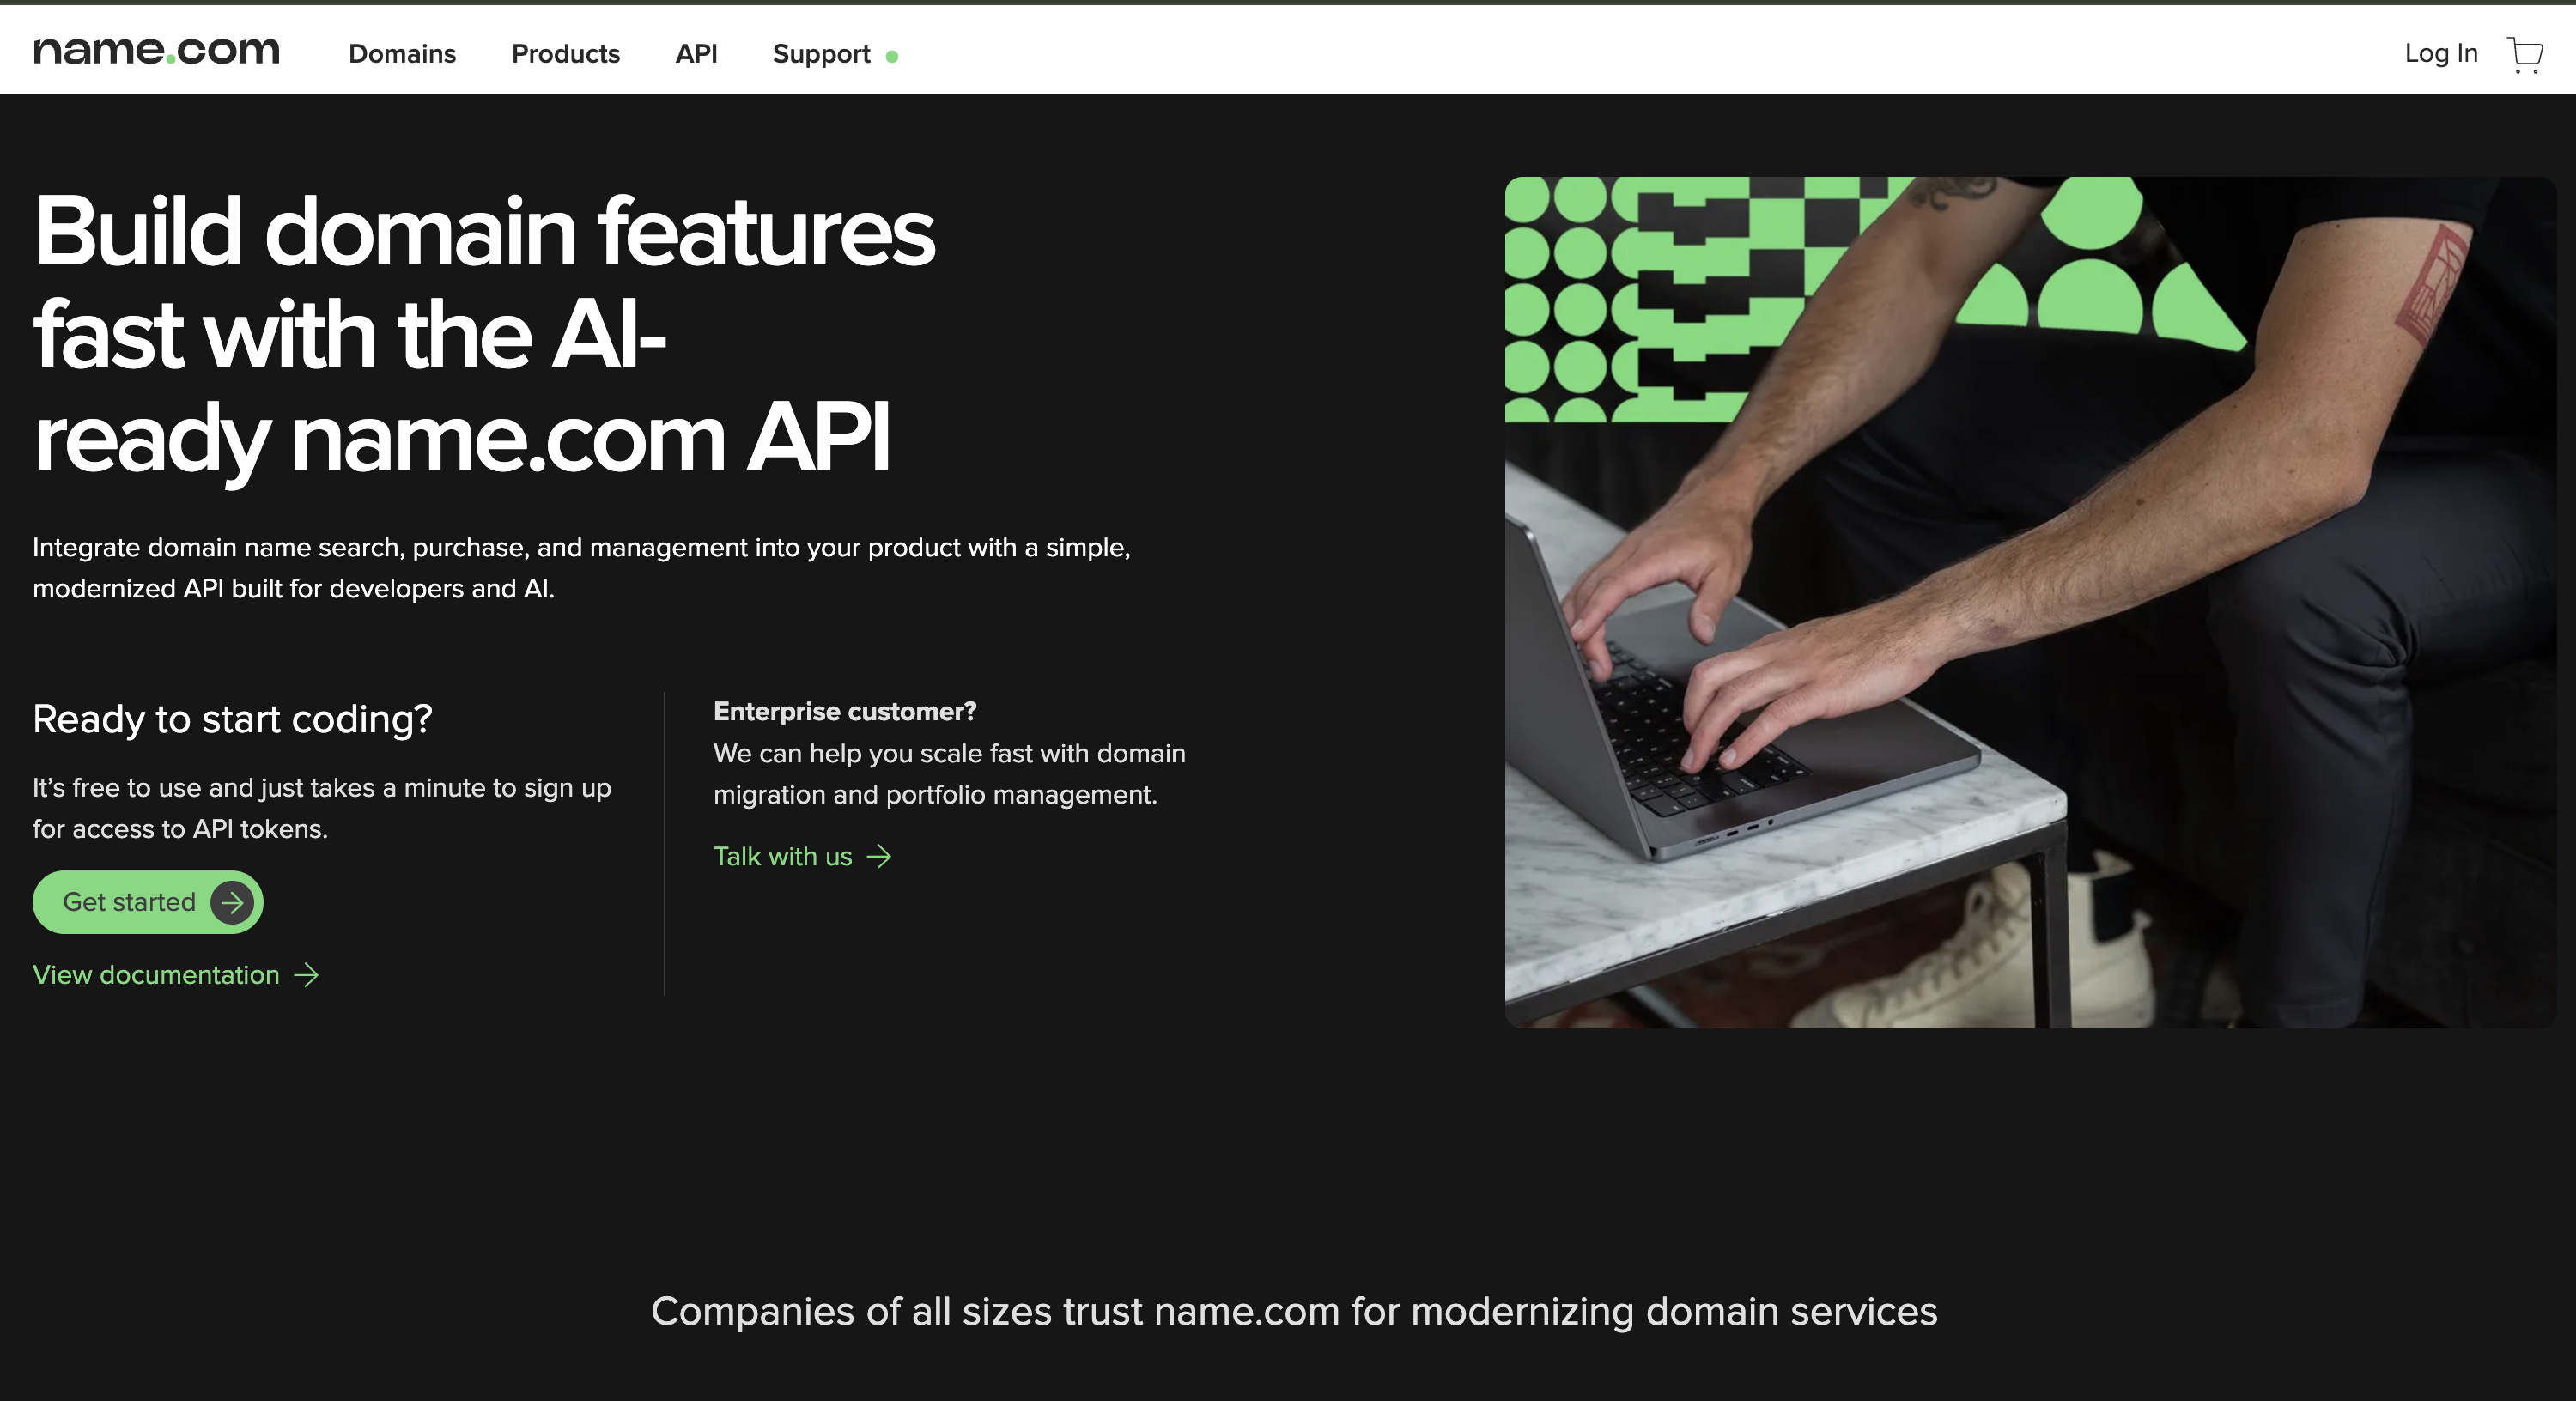 name.com
Domains
Products
API
Support
Log In
Build domain features
fast with the AI-
ready name.com API
Integrate domain name search, purchase, and management into your product with a simple,
modernized API built for developers and AI.
Ready to start coding?
It’s free to use and just takes a minute to sign up
for access to API tokens.
Get started
View documentation
Enterprise customer?
We can help you scale fast with domain
migration and portfolio management.
Talk with us
Companies of all sizes trust name.com for modernizing domain services